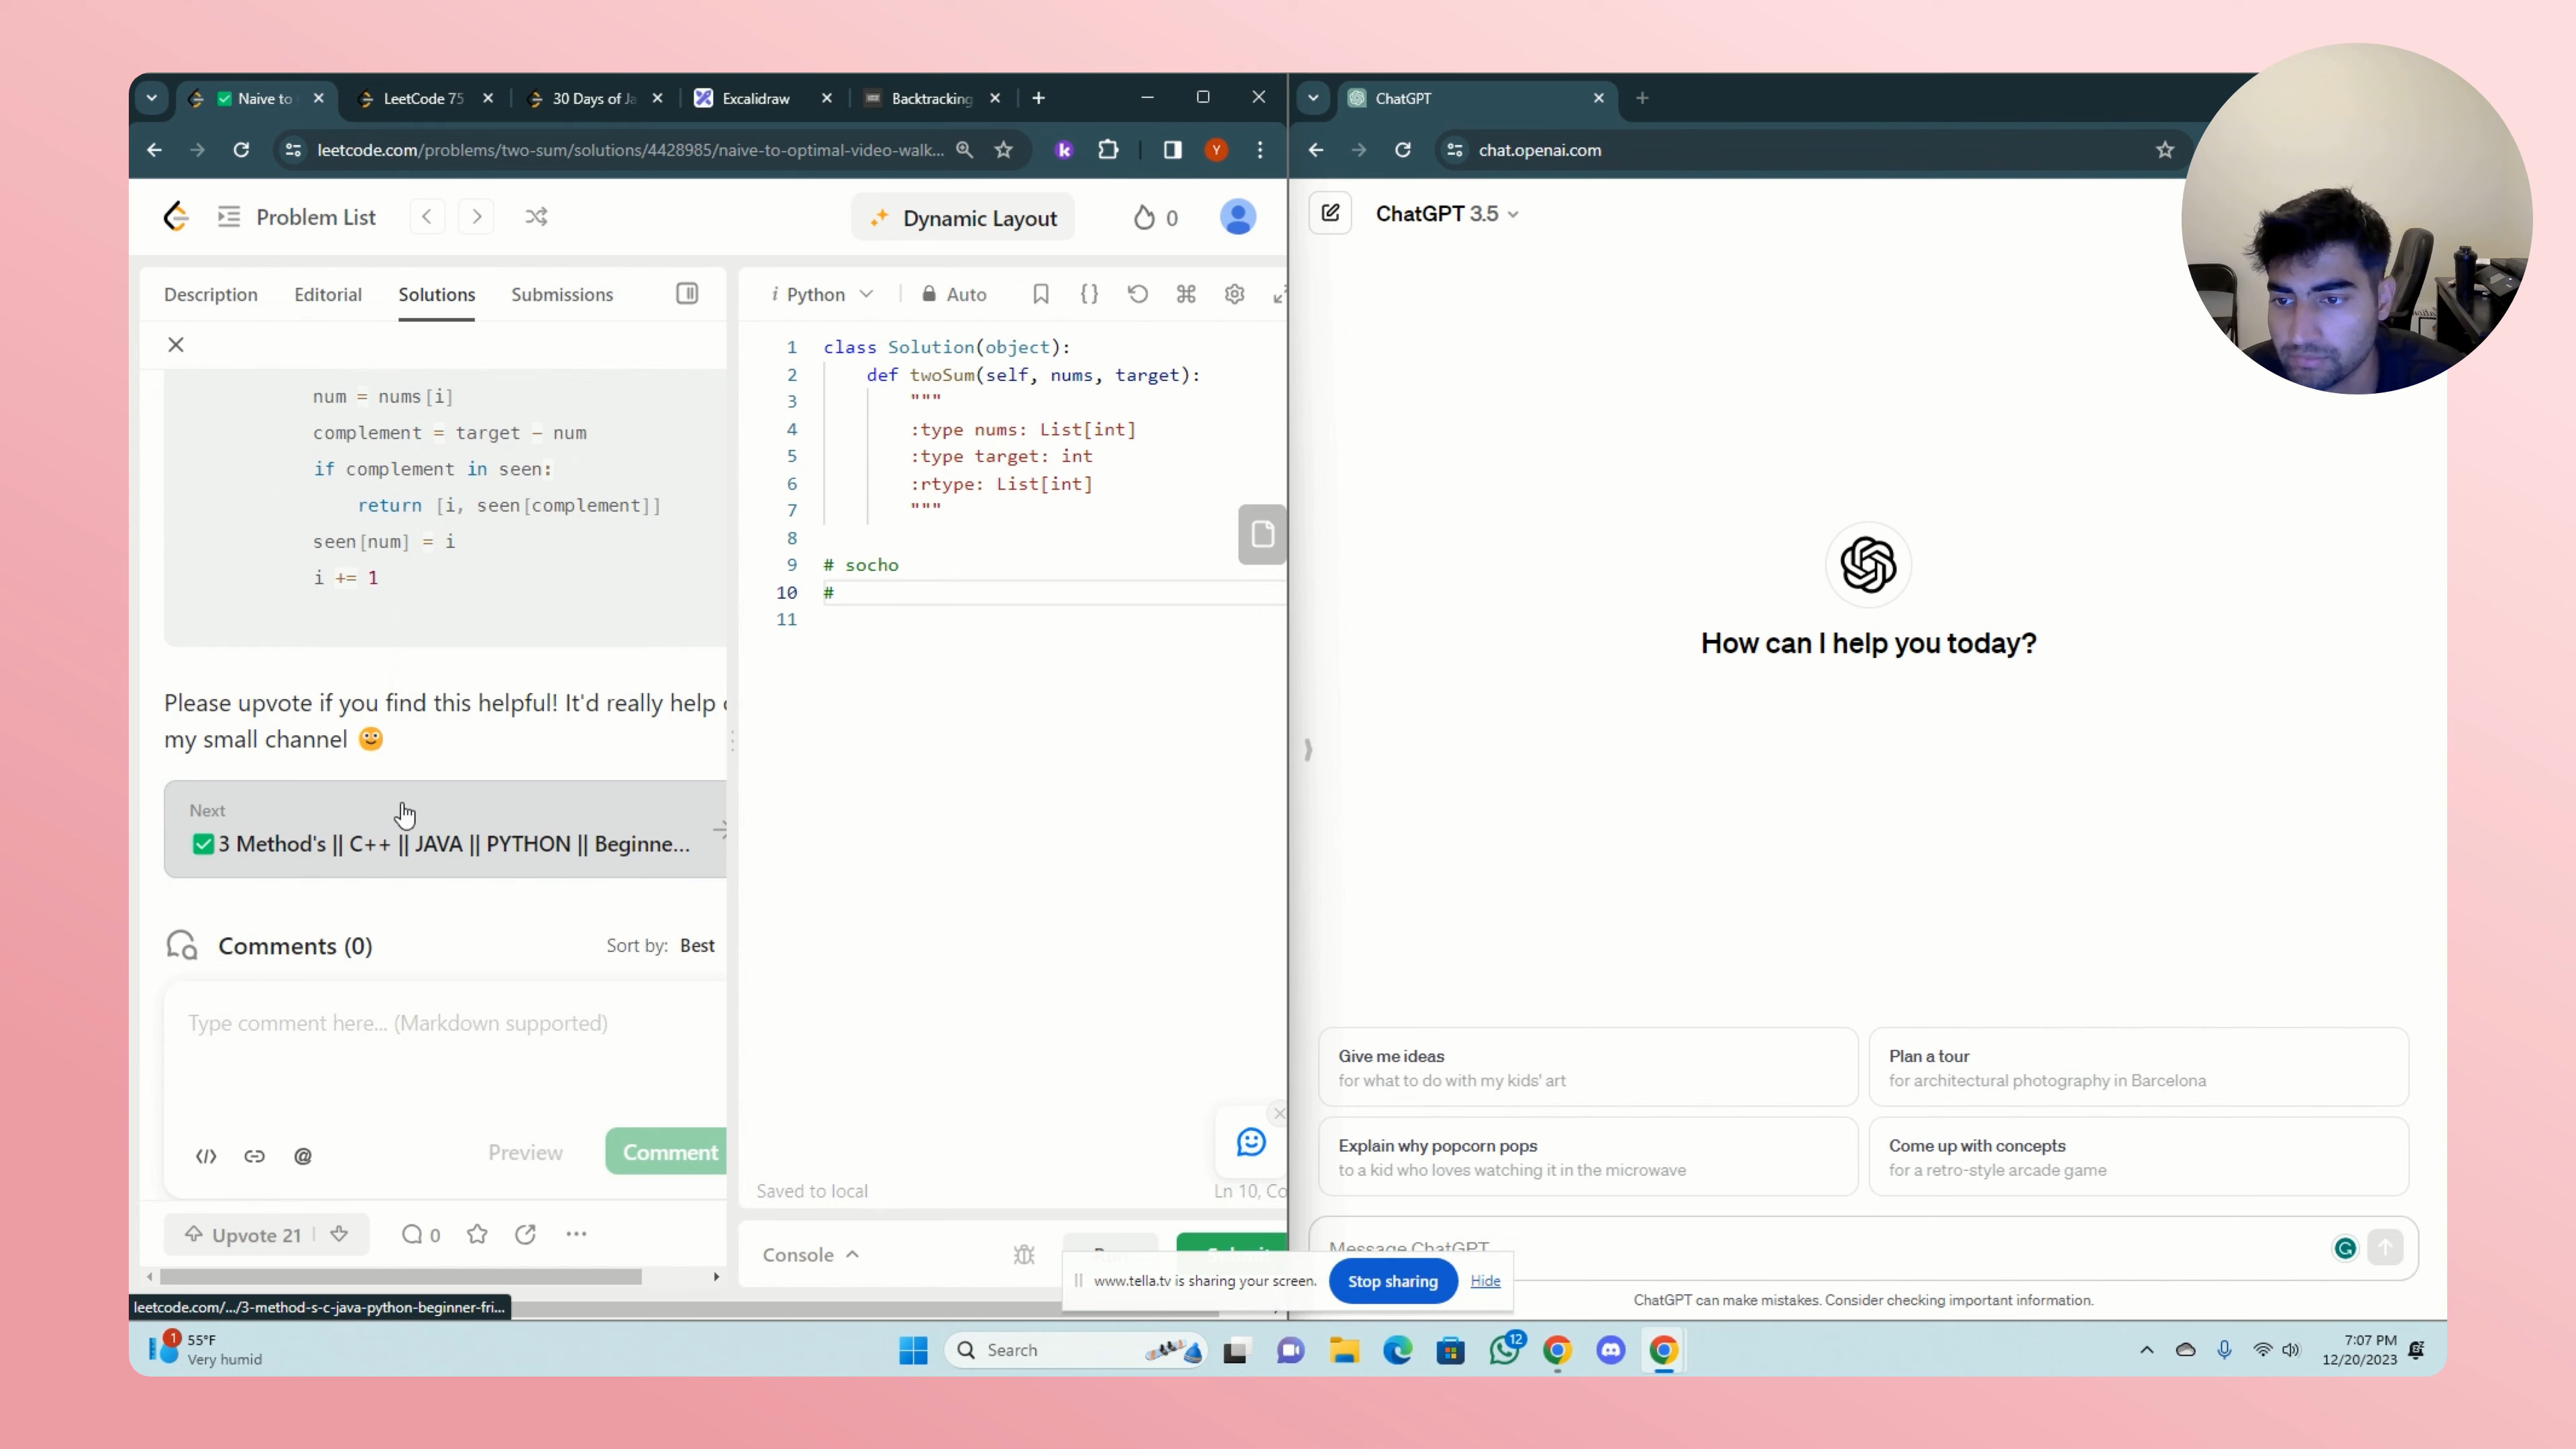 Naive to
LeetCode 75
30 Days of Ja
Excalidraw
Backtracking
leetcode.com/problems/two-sum/solutions/4428985/naive-to-optimal-video-walk...
Y
Problem List
Dynamic Layout
0
Description
Editorial
Solutions
Submissions
num = nums[i]
complement = target - num
if complement in seen:
return [i, seen[complement]]
seen[num] = i
i += 1
Please upvote if you find this helpful! It'd really help
my small channel
Next
3 Method's || C++ || JAVA || PYTHON || Beginne...
Comments (0)
Sort by: Best
Type comment here... (Markdown supported)
Preview
Comment
Upvote 21
0
leetcode.com/.../3-method-s-c-java-python-beginner-fri...
i Python
Auto
1 class Solution(object):
2 def twoSum(self, nums, target):
3 """
4 :type nums: List[int]
5 :type target: int
6 :rtype: List[int]
7 """
8
9 # socho
10 #
11
Saved to local
Ln 10, Co
Console
www.tella.tv is sharing your screen.
Stop sharing
Hide
ChatGPT
chat.openai.com
ChatGPT 3.5
How can I help you today?
Give me ideas
for what to do with my kids' art
Plan a tour
for architectural photography in Barcelona
Explain why popcorn pops
to a kid who loves watching it in the microwave
Come up with concepts
for a retro-style arcade game
Message ChatGPT
ChatGPT can make mistakes. Consider checking important information.
1
55°F
Very humid
Search
12
7:07 PM
12/20/2023